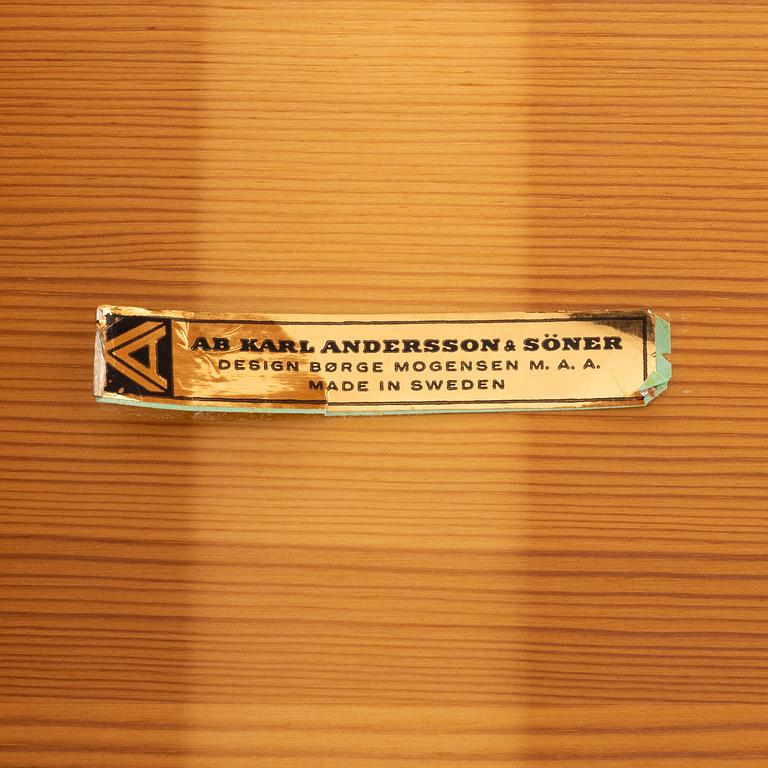 AB KARL ANDERSSON & SÖNER
DESIGN BØRGE MOGENSEN M. A. A.
MADE IN SWEDEN